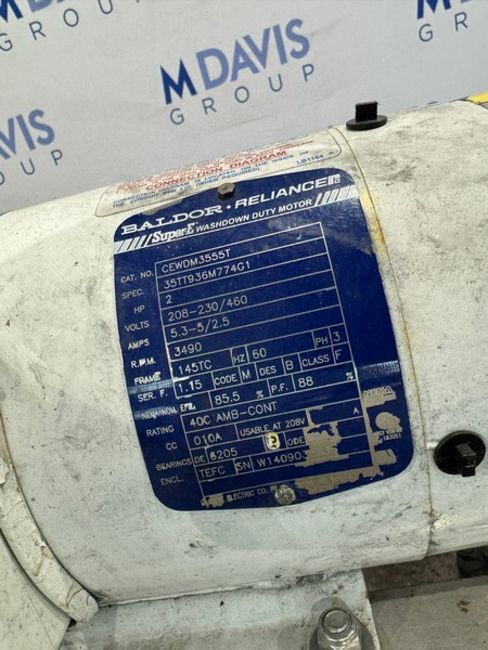 M DAVIS
GROUP
M DAVIS
GROUP
DAVIS
GROUP
CONNECTION DIAGRAM
LB1164
(WHEN REQUIRED).
BALDOR • RELIANCE
Super-E WASHDOWN DUTY MOTOR
CAT. NO. CEWDM3555T
SPEC. 35TT936M774G1
HP 2
VOLTS 208-230/460
AMPS 5.3-5/2.5
R.P.M. 3490
FRAME 145TC HZ 60 PH 3
SER. F. 1.15 CODE M DES B CLASS F
NEMA-NOM. EFF. 85.5 % P.F. 88 %
RATING 40C AMB-CONT
CC 010A USABLE AT 208V A
BEARINGS DE 6205 ODE
ENCL. TEFC SN W140903
ELECTRIC CO.